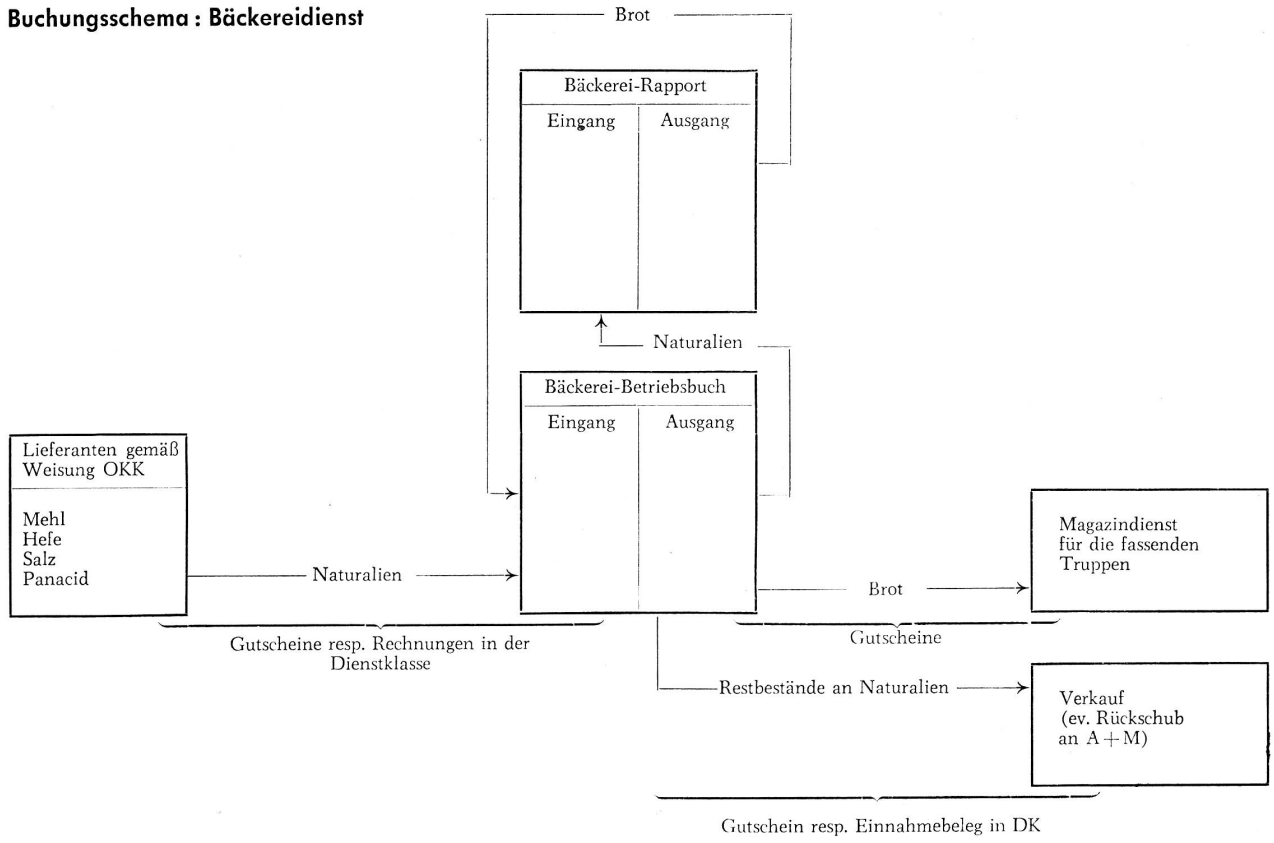 Buchungsschema : Bäckereidienst
Brot
Bäckerei-Rapport
Eingang Ausgang
Naturalien
Bäckerei-Betriebsbuch
Eingang Ausgang
Lieferanten gemäß
Weisung OKK
Mehl
Hefe
Salz
Panacid
Naturalien
Magazindienst
für die fassenden
Truppen
Brot
Gutscheine resp. Rechnungen in der
Dienstklasse
Gutscheine
Restbestände an Naturalien
Verkauf
(ev. Rückschub
an A+M)
Gutschein resp. Einnahmebeleg in DK